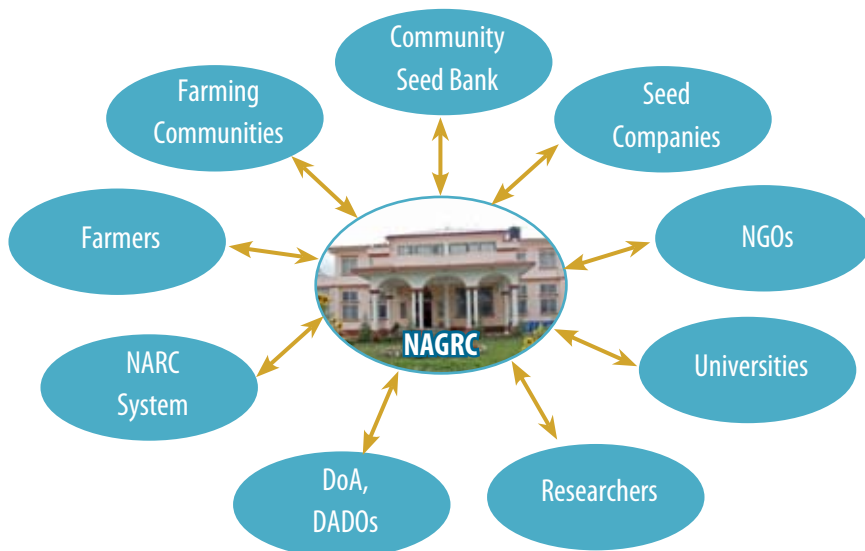 Community
Seed Bank
Farming
Communities
Seed
Companies
Farmers
NGOs
NAGRC
NARC
System
Universities
DoA,
DADOs
Researchers